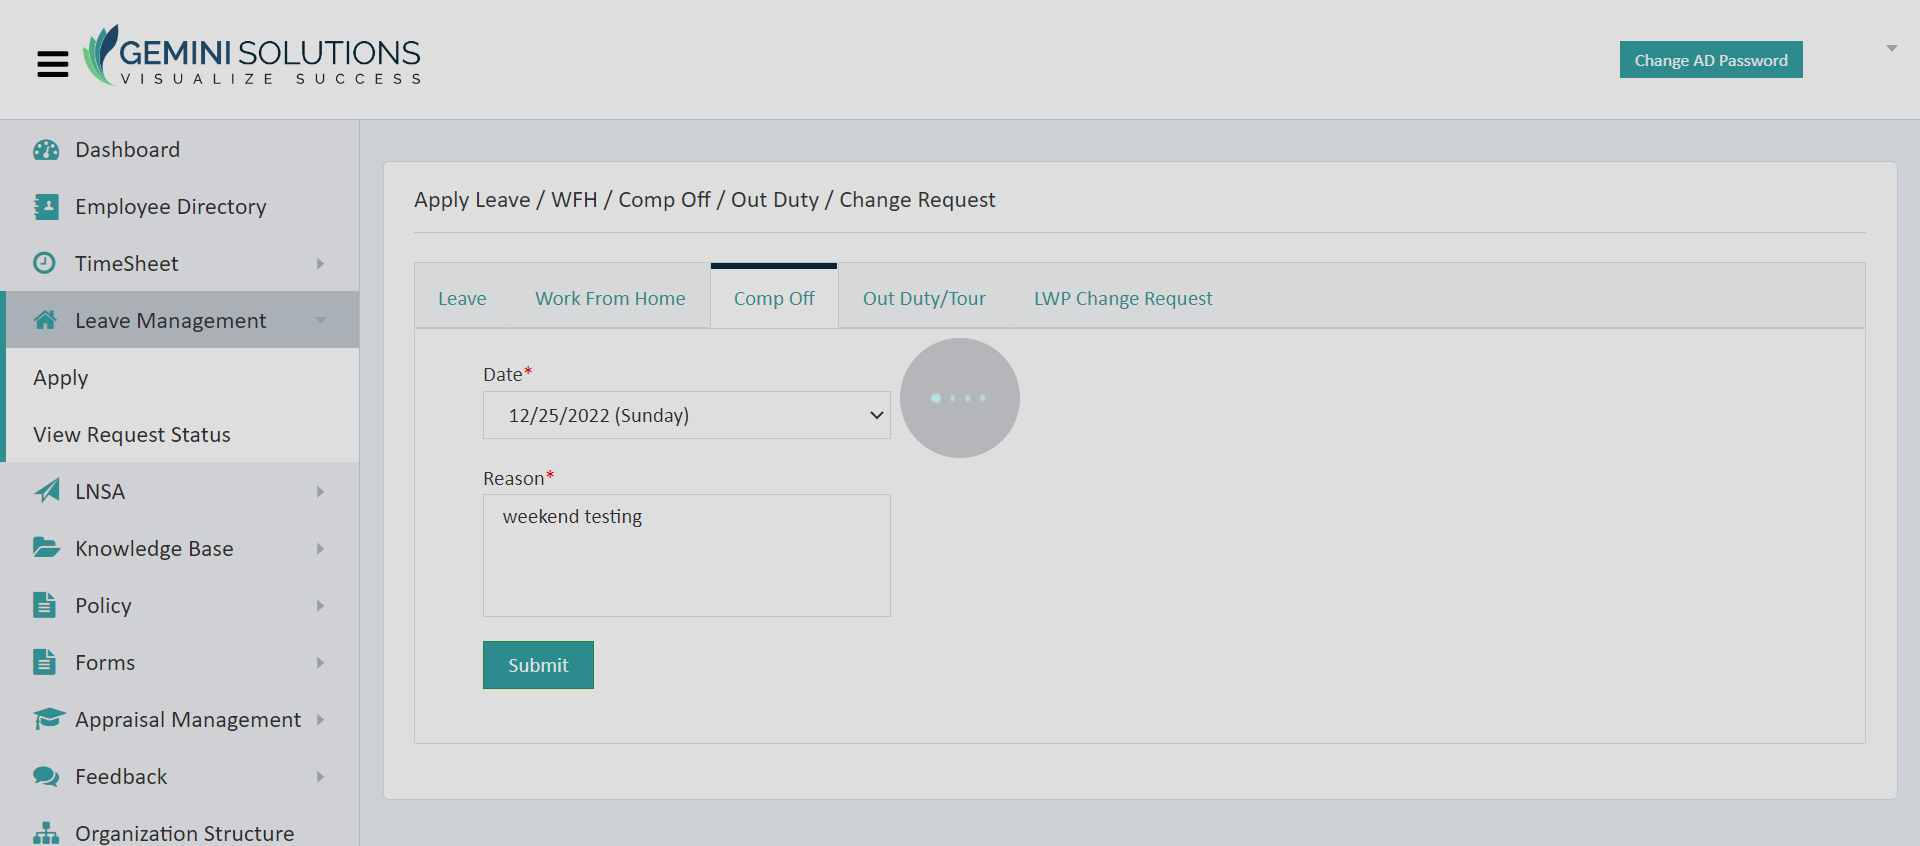 GEMINI SOLUTIONS
VISUALIZE SUCCESS
Change AD Password
Dashboard
Employee Directory
TimeSheet
Leave Management
Apply
View Request Status
LNSA
Knowledge Base
Policy
Forms
Appraisal Management
Feedback
Organization Structure
Apply Leave / WFH / Comp Off / Out Duty / Change Request
Leave Work From Home Comp Off Out Duty/Tour LWP Change Request
Date*
12/25/2022 (Sunday)
Reason*
weekend testing
Submit